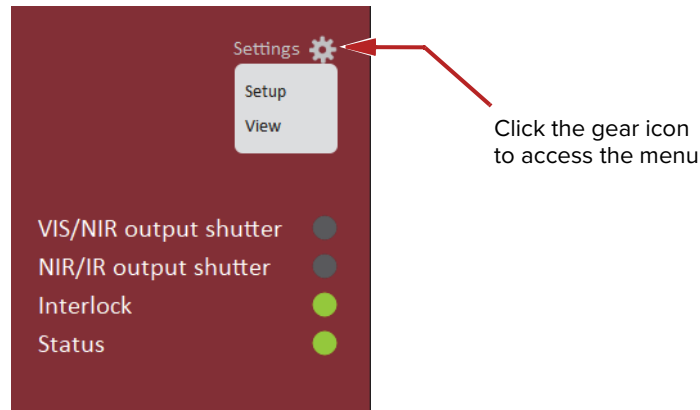 Settings
Setup
View
Click the gear icon
to access the menu
VIS/NIR output shutter
NIR/IR output shutter
Interlock
Status